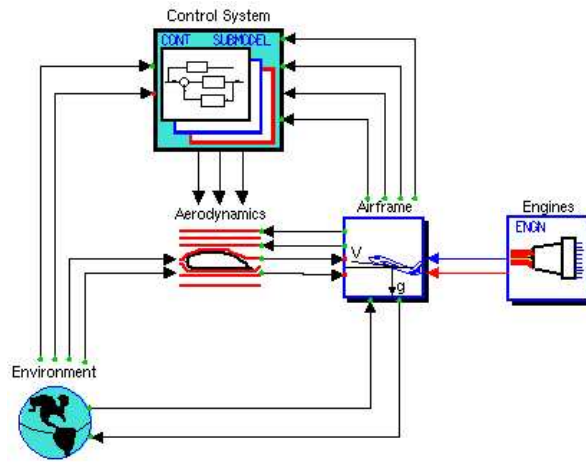 Control System
CONT SUBMODEL
Aerodynamics
Airframe
Engines
V
g
ENGN
Environment